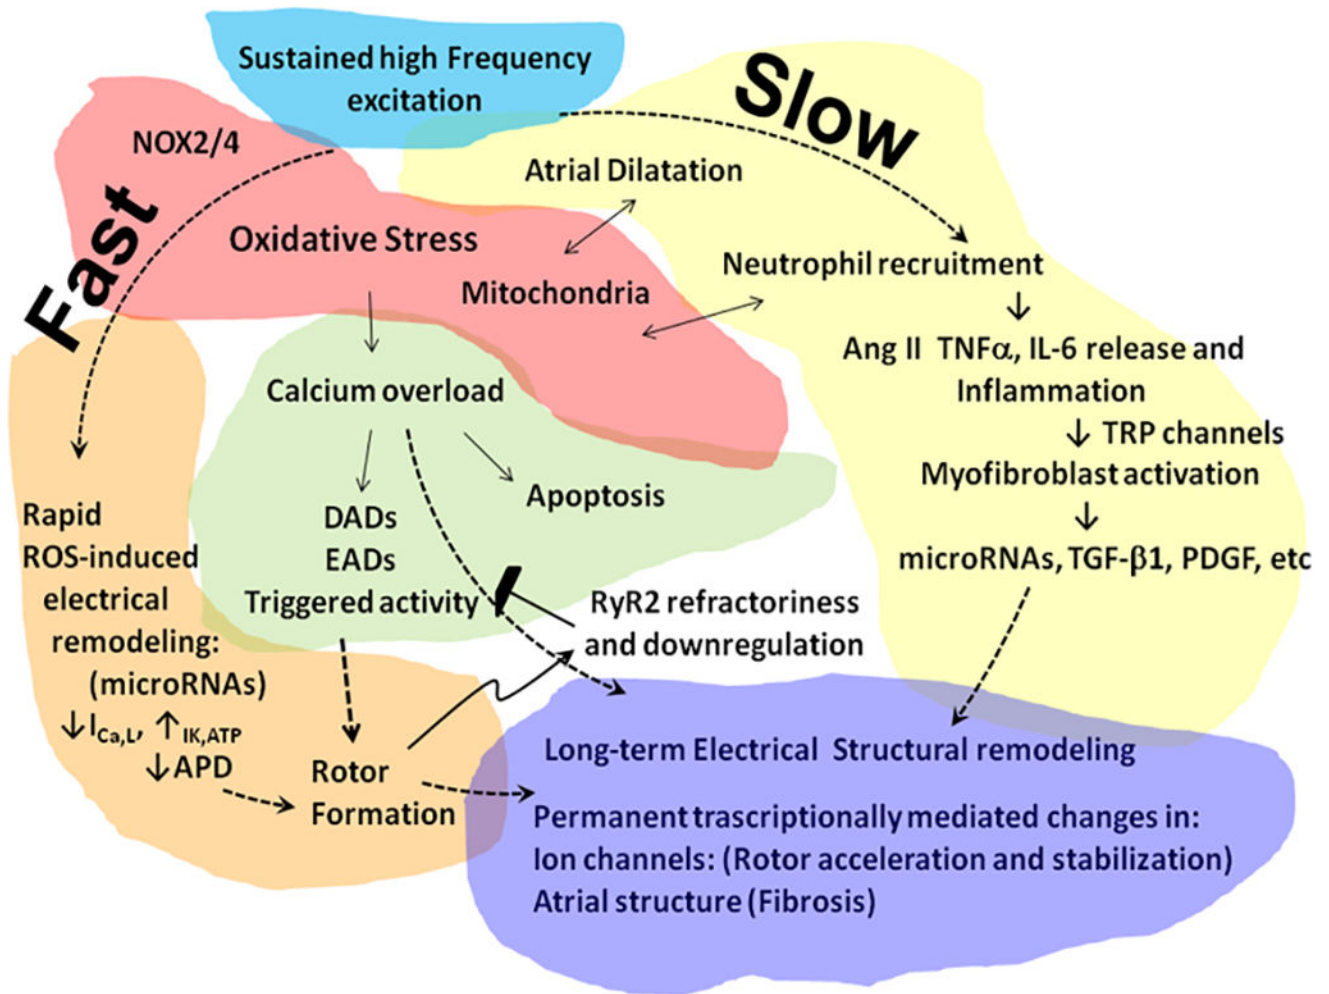 Sustained high Frequency
excitation
Slow
Fast
NOX2/4
Atrial Dilatation
Oxidative Stress
Mitochondria
Neutrophil recruitment
↓
Ang II TNFα, IL-6 release and
Inflammation
↓ TRP channels
Myofibroblast activation
↓
microRNAs, TGF-β1, PDGF, etc
Calcium overload
Apoptosis
DADs
EADs
Triggered activity
RyR2 refractoriness
and downregulation
Rapid
ROS-induced
electrical
remodeling:
(microRNAs)
↓I Ca,L, ↑ IK,ATP
↓APD
Rotor
Formation
Long-term Electrical Structural remodeling
Permanent trascriptionally mediated changes in:
Ion channels: (Rotor acceleration and stabilization)
Atrial structure (Fibrosis)